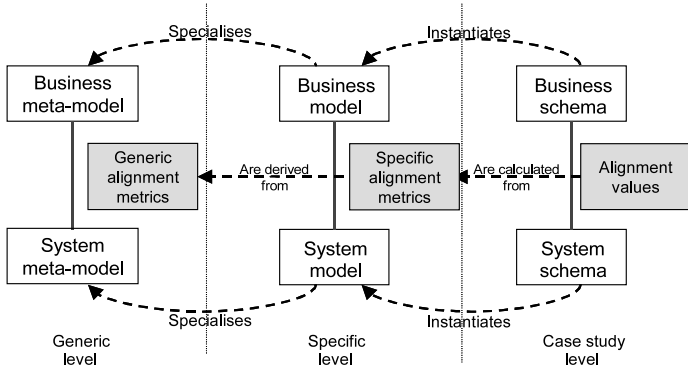 Specialises
Instantiates
Business
meta-model
Business
model
Business
schema
Generic
alignment
metrics
Are derived
from
Specific
alignment
metrics
Are calculated
from
Alignment
values
System
meta-model
System
model
System
schema
Specialises
Instantiates
Generic
level
Specific
level
Case study
level